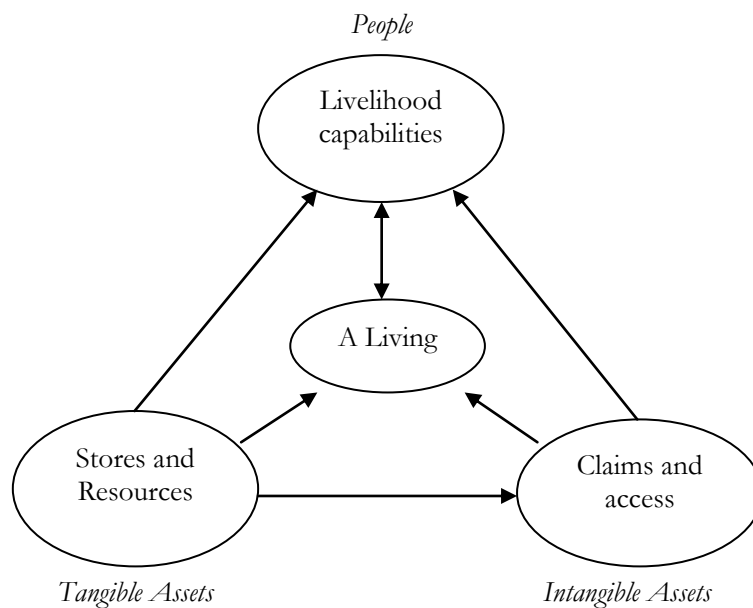 People
Livelihood
capabilities
A Living
Stores and
Resources
Claims and
access
Tangible Assets
Intangible Assets